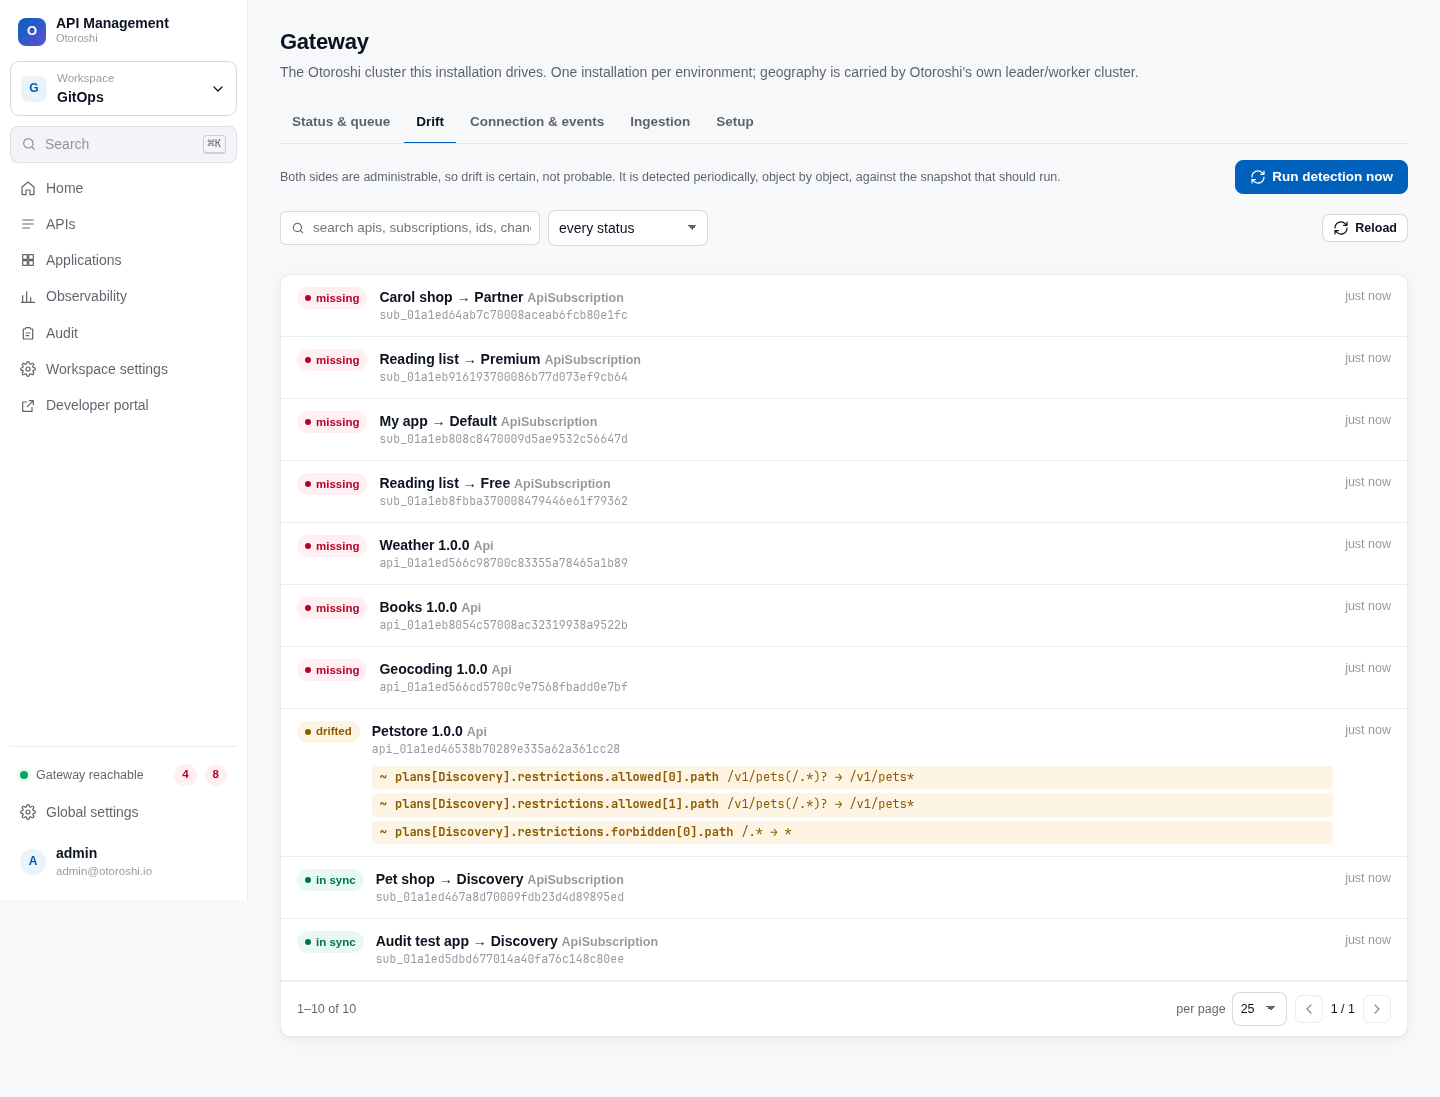 O
API Management
Otoroshi
G
Workspace
GitOps
Search
⌘K
Home
APIs
Applications
Observability
Audit
Workspace settings
Developer portal
Gateway reachable
4
8
Global settings
A
admin
admin@otoroshi.io
Gateway
The Otoroshi cluster this installation drives. One installation per environment; geography is carried by Otoroshi's own leader/worker cluster.
Status & queue
Drift
Connection & events
Ingestion
Setup
Both sides are administrable, so drift is certain, not probable. It is detected periodically, object by object, against the snapshot that should run.
Run detection now
search apis, subscriptions, ids, chan
every status
Reload
missing Carol shop → Partner ApiSubscription just now
sub_01a1ed64ab7c70008aceab6fcb80e1fc
missing Reading list → Premium ApiSubscription just now
sub_01a1eb916193700086b77d073ef9cb64
missing My app → Default ApiSubscription just now
sub_01a1eb808c8470009d5ae9532c56647d
missing Reading list → Free ApiSubscription just now
sub_01a1eb8fbba370008479446e61f79362
missing Weather 1.0.0 Api just now
api_01a1ed566c98700c83355a78465a1b89
missing Books 1.0.0 Api just now
api_01a1eb8054c57008ac32319938a9522b
missing Geocoding 1.0.0 Api just now
api_01a1ed566cd5700c9e7568fbadd0e7bf
drifted Petstore 1.0.0 Api just now
api_01a1ed46538b70289e335a62a361cc28
~ plans[Discovery].restrictions.allowed[0].path /v1/pets(/.*)? → /v1/pets*
~ plans[Discovery].restrictions.allowed[1].path /v1/pets(/.*)? → /v1/pets*
~ plans[Discovery].restrictions.forbidden[0].path /.* → *
in sync Pet shop → Discovery ApiSubscription just now
sub_01a1ed467a8d70009fdb23d4d89895ed
in sync Audit test app → Discovery ApiSubscription just now
sub_01a1ed5dbd677014a40fa76c148c80ee
1–10 of 10
per page 25
1 / 1